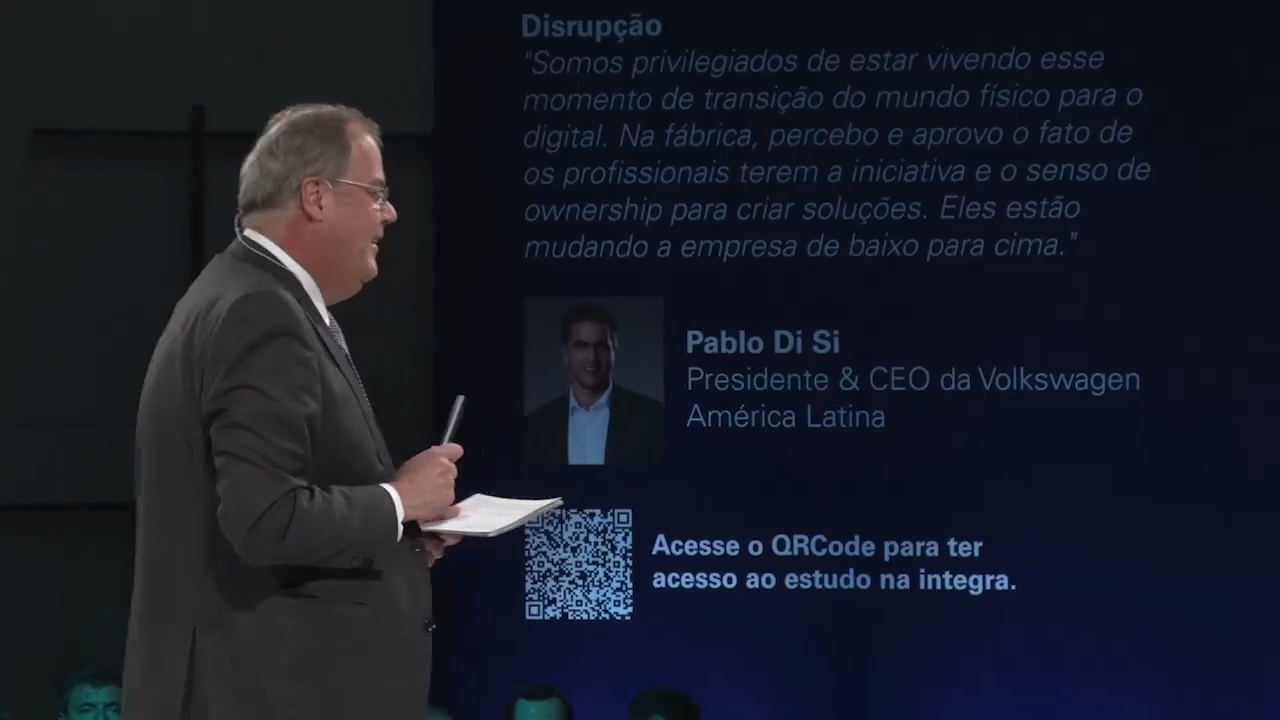 Disrupção
"Somos privilegiados de estar vivendo esse
momento de transição do mundo físico para o
digital. Na fábrica, percebo e aprovo o fato de
os profissionais terem a iniciativa e o senso de
ownership para criar soluções. Eles estão
mudando a empresa de baixo para cima."
Pablo Di Si
Presidente & CEO da Volkswagen
América Latina
Acesse o QRCode para ter
acesso ao estudo na integra.